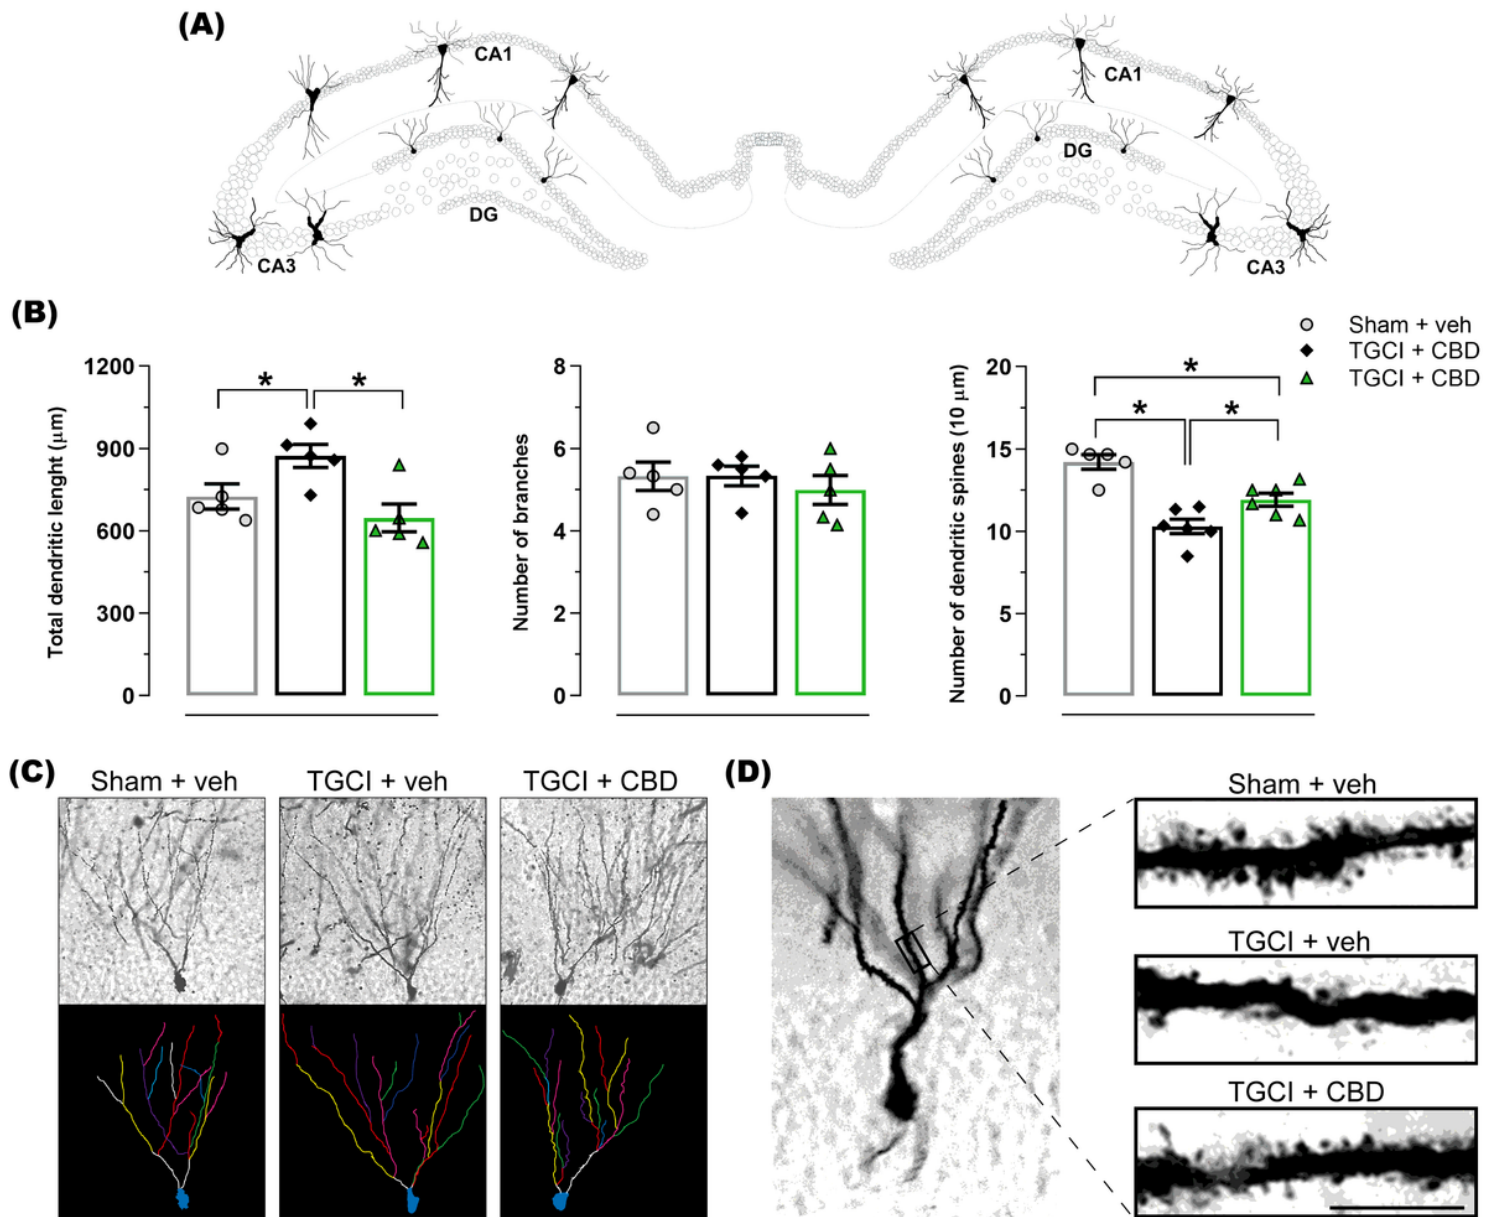 (A)
CA1
CA1
DG
DG
CA3
CA3
(B)
Sham + veh
TGCI + CBD
TGCI + CBD
Total dendritic lenght (μm)
1200
900
600
300
0
*
*
Number of branches
8
6
4
2
0
Number of dendritic spines (10 μm)
20
15
10
5
0
*
*
*
(C)
Sham + veh
TGCI + veh
TGCI + CBD
(D)
Sham + veh
TGCI + veh
TGCI + CBD